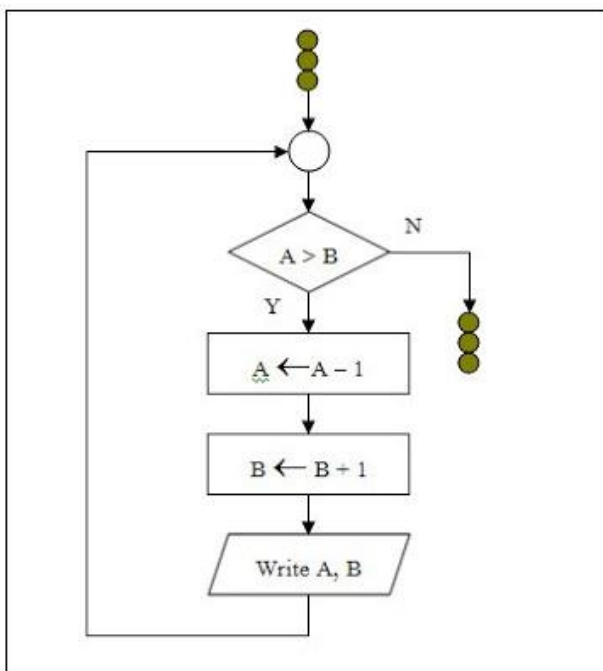 A > B
N
Y
A ← A – 1
B ← B + 1
Write A, B